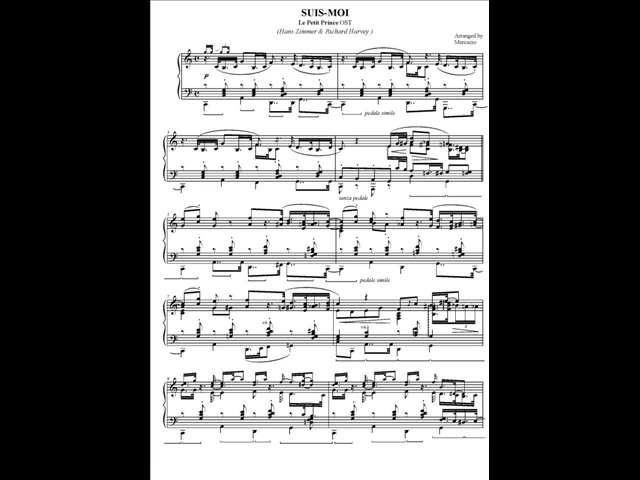 SUIS-MOI
Le Petit Prince OST
(Hans Zimmer & Richard Harvey )
Arranged by
Mercuzio
p
pedale simile
senza pedale
pedale simile